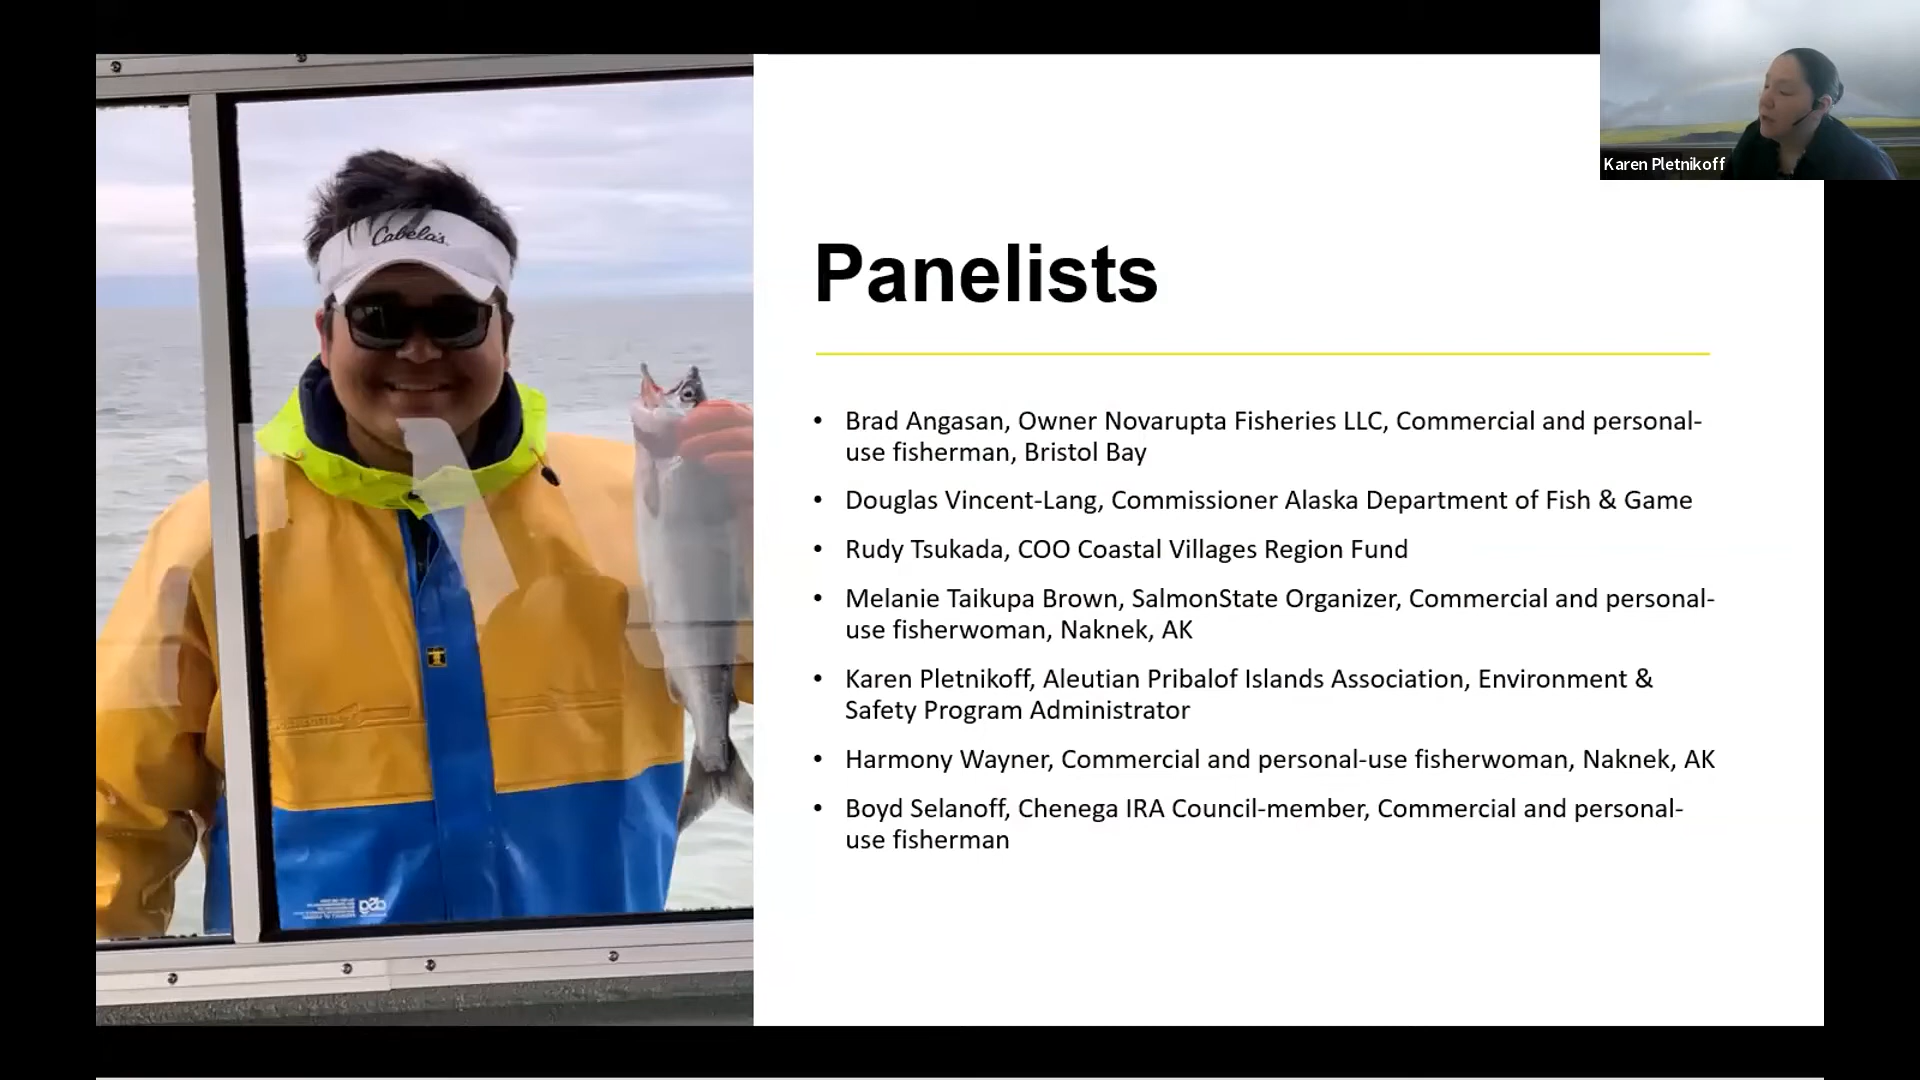 Karen Pletnikoff
Cabela's
Panelists
• Brad Angasan, Owner Novarupta Fisheries LLC, Commercial and personal-
use fisherman, Bristol Bay
• Douglas Vincent-Lang, Commissioner Alaska Department of Fish & Game
• Rudy Tsukada, COO Coastal Villages Region Fund
• Melanie Taikupa Brown, SalmonState Organizer, Commercial and personal-
use fisherwoman, Naknek, AK
• Karen Pletnikoff, Aleutian Pribalof Islands Association, Environment &
Safety Program Administrator
• Harmony Wayner, Commercial and personal-use fisherwoman, Naknek, AK
• Boyd Selanoff, Chenega IRA Council-member, Commercial and personal-
use fisherman